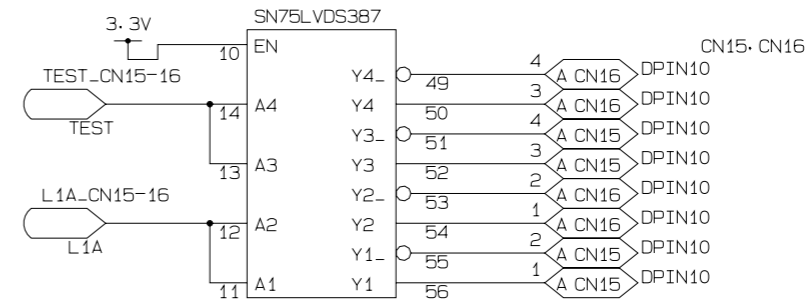 SN75LVDS387
3.3V
CN15·CN16
10 EN
TEST_CN15-16
Y4_ 49 4 A CN16 DPIN10
TEST
14 A4 Y4 50 3 A CN16 DPIN10
Y3_ 51 4 A CN15 DPIN10
13 A3 Y3 52 3 A CN15 DPIN10
L1A_CN15-16
Y2_ 53 2 A CN16 DPIN10
L1A
12 A2 Y2 54 1 A CN16 DPIN10
Y1_ 55 2 A CN15 DPIN10
11 A1 Y1 56 1 A CN15 DPIN10